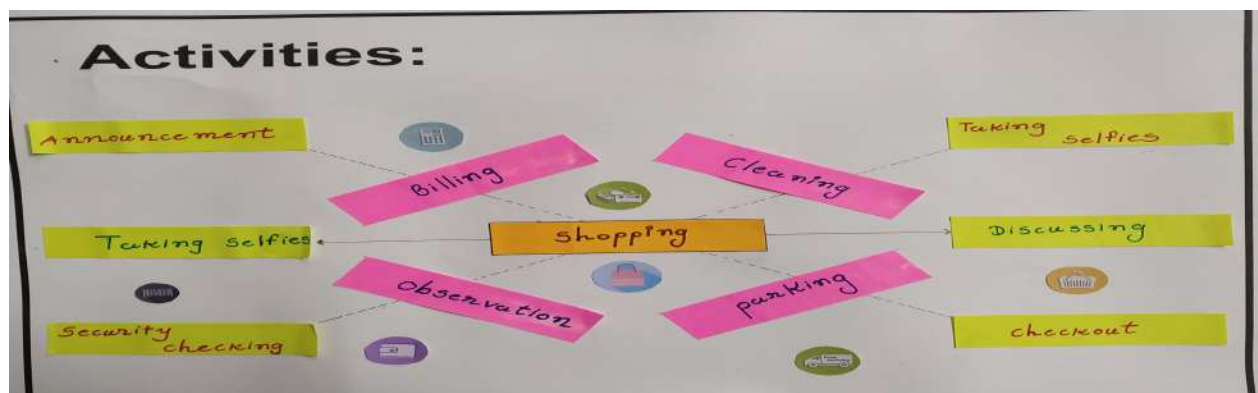 Activities:
Announcement
Taking
selfies
Billing
Cleaning
Taking selfies
Shopping
Discussing
Observation
parking
Security
checking
checkout